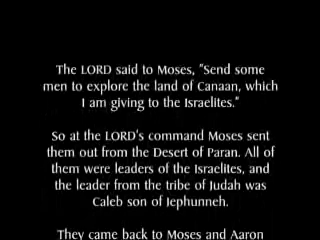 The LORD said to Moses, "Send some
men to explore the land of Canaan, which
I am giving to the Israelites."
So at the LORD's command Moses sent
them out from the Desert of Paran. All of
them were leaders of the Israelites, and
the leader from the tribe of Judah was
Caleb son of Jephunneh.
They came back to Moses and Aaron